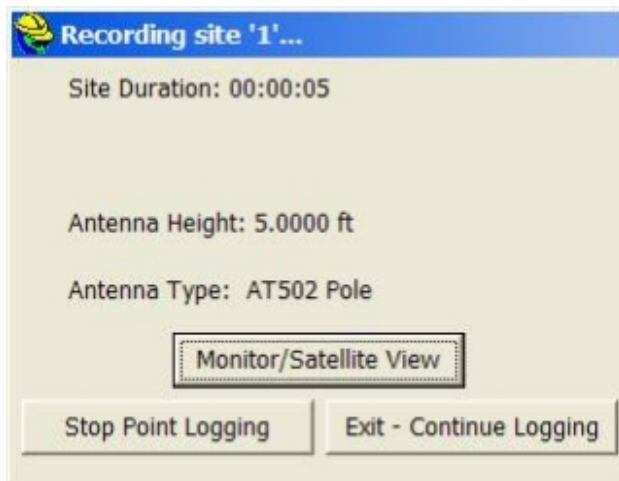 Recording site '1'...
Site Duration: 00:00:05
Antenna Height: 5.0000 ft
Antenna Type: AT502 Pole
Monitor/Satellite View
Stop Point Logging
Exit - Continue Logging